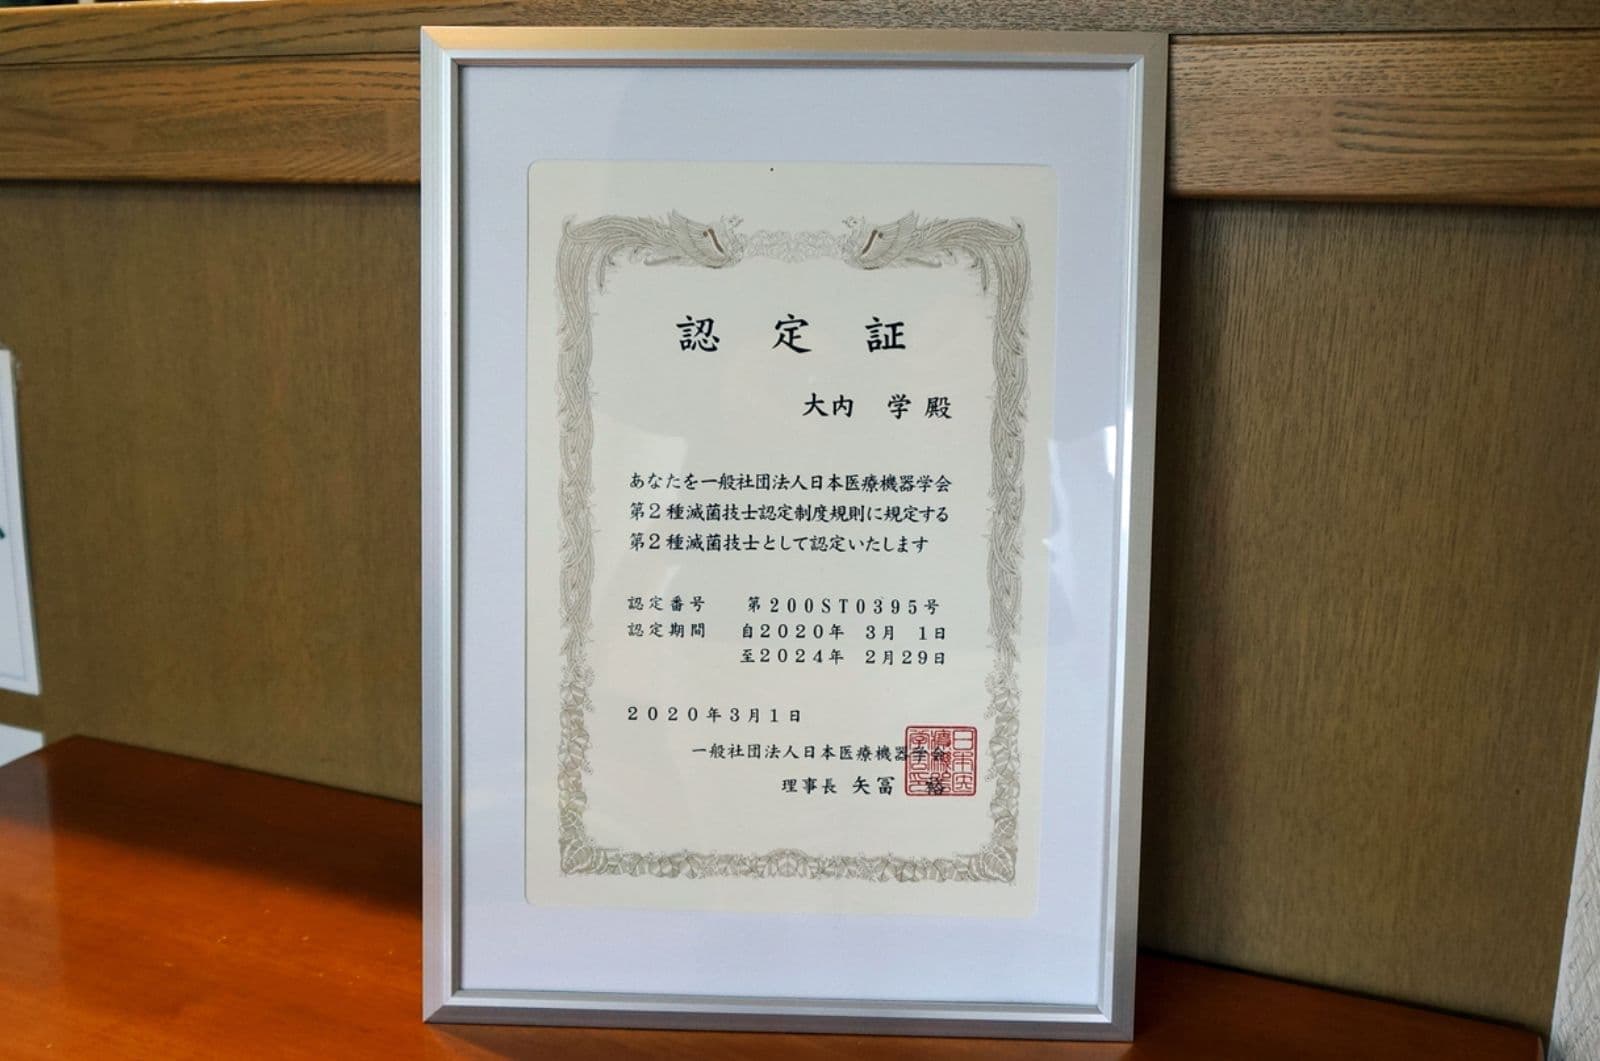 認定証
大内 学 殿
あなたを一般社団法人日本医療機器学会
第2種滅菌技士認定制度規則に規定する
第2種滅菌技士として認定いたします
認定番号 第200ST0395号
認定期間 自2020年 3月 1日
至2024年 2月29日
2020年3月1日
一般社団法人日本医療機器学会
理事長 矢冨 裕